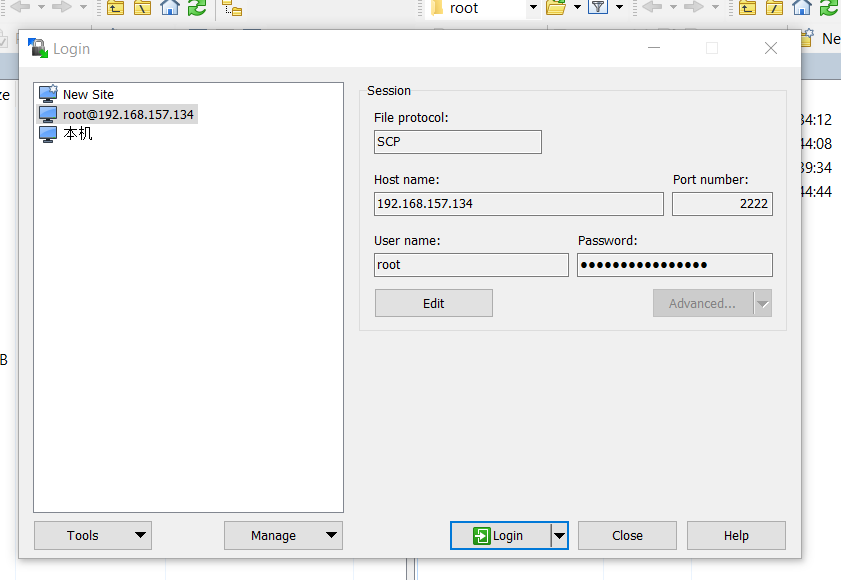 root
Ne
Login
ze
New Site
root@192.168.157.134
本机
Session
File protocol:
SCP
Host name:
Port number:
192.168.157.134
2222
User name:
Password:
root
●●●●●●●●●●●●●●●●
Edit
Advanced...
34:12
44:08
39:34
44:44
B
Tools
Manage
Login
Close
Help